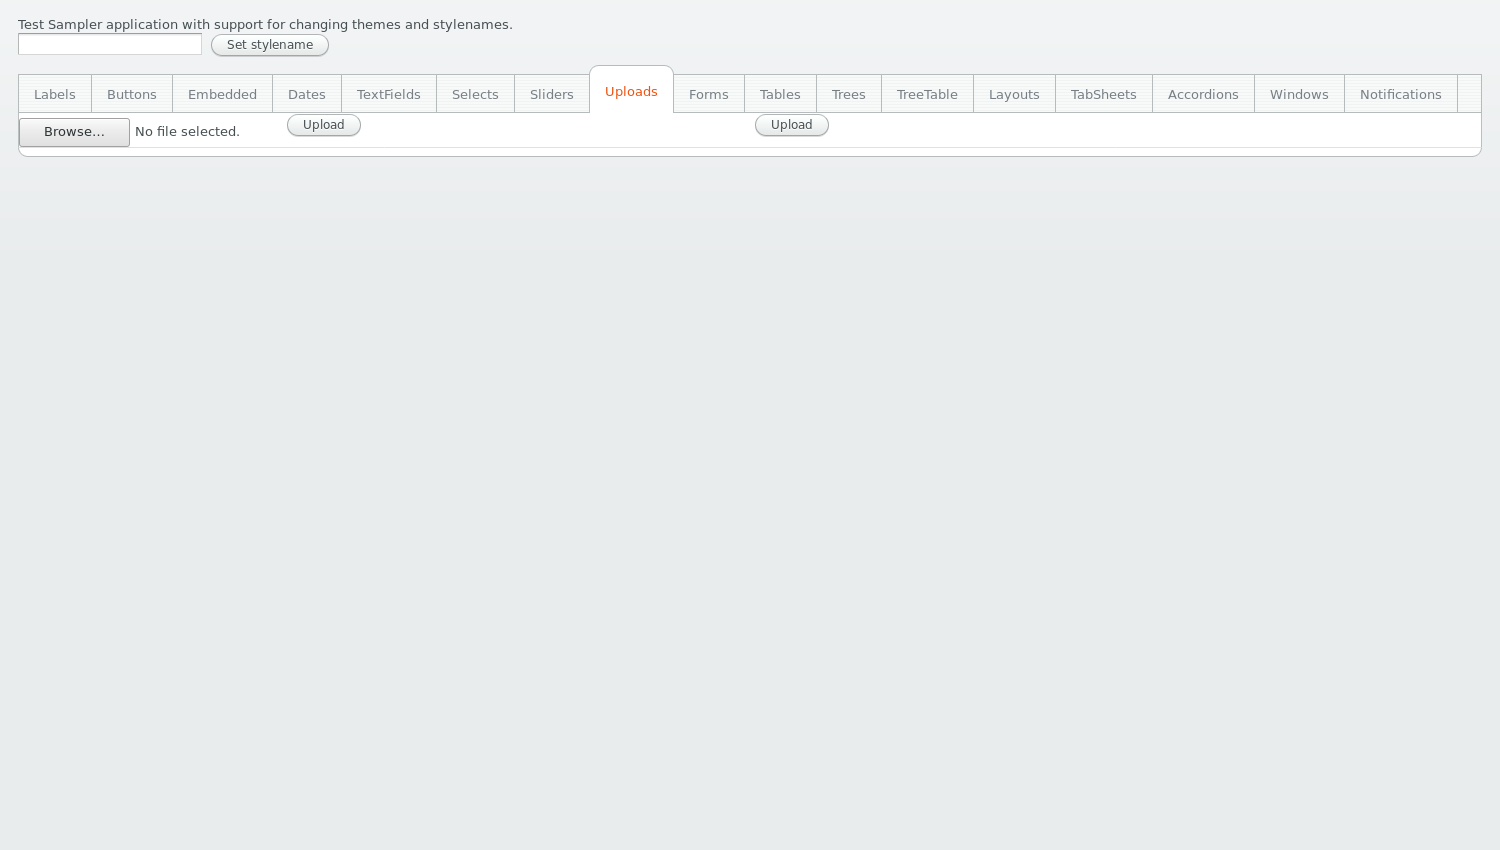 Test Sampler application with support for changing themes and stylenames.
Set stylename
Labels Buttons Embedded Dates TextFields Selects Sliders Uploads Forms Tables Trees TreeTable Layouts TabSheets Accordions Windows Notifications
Browse... No file selected. Upload Upload